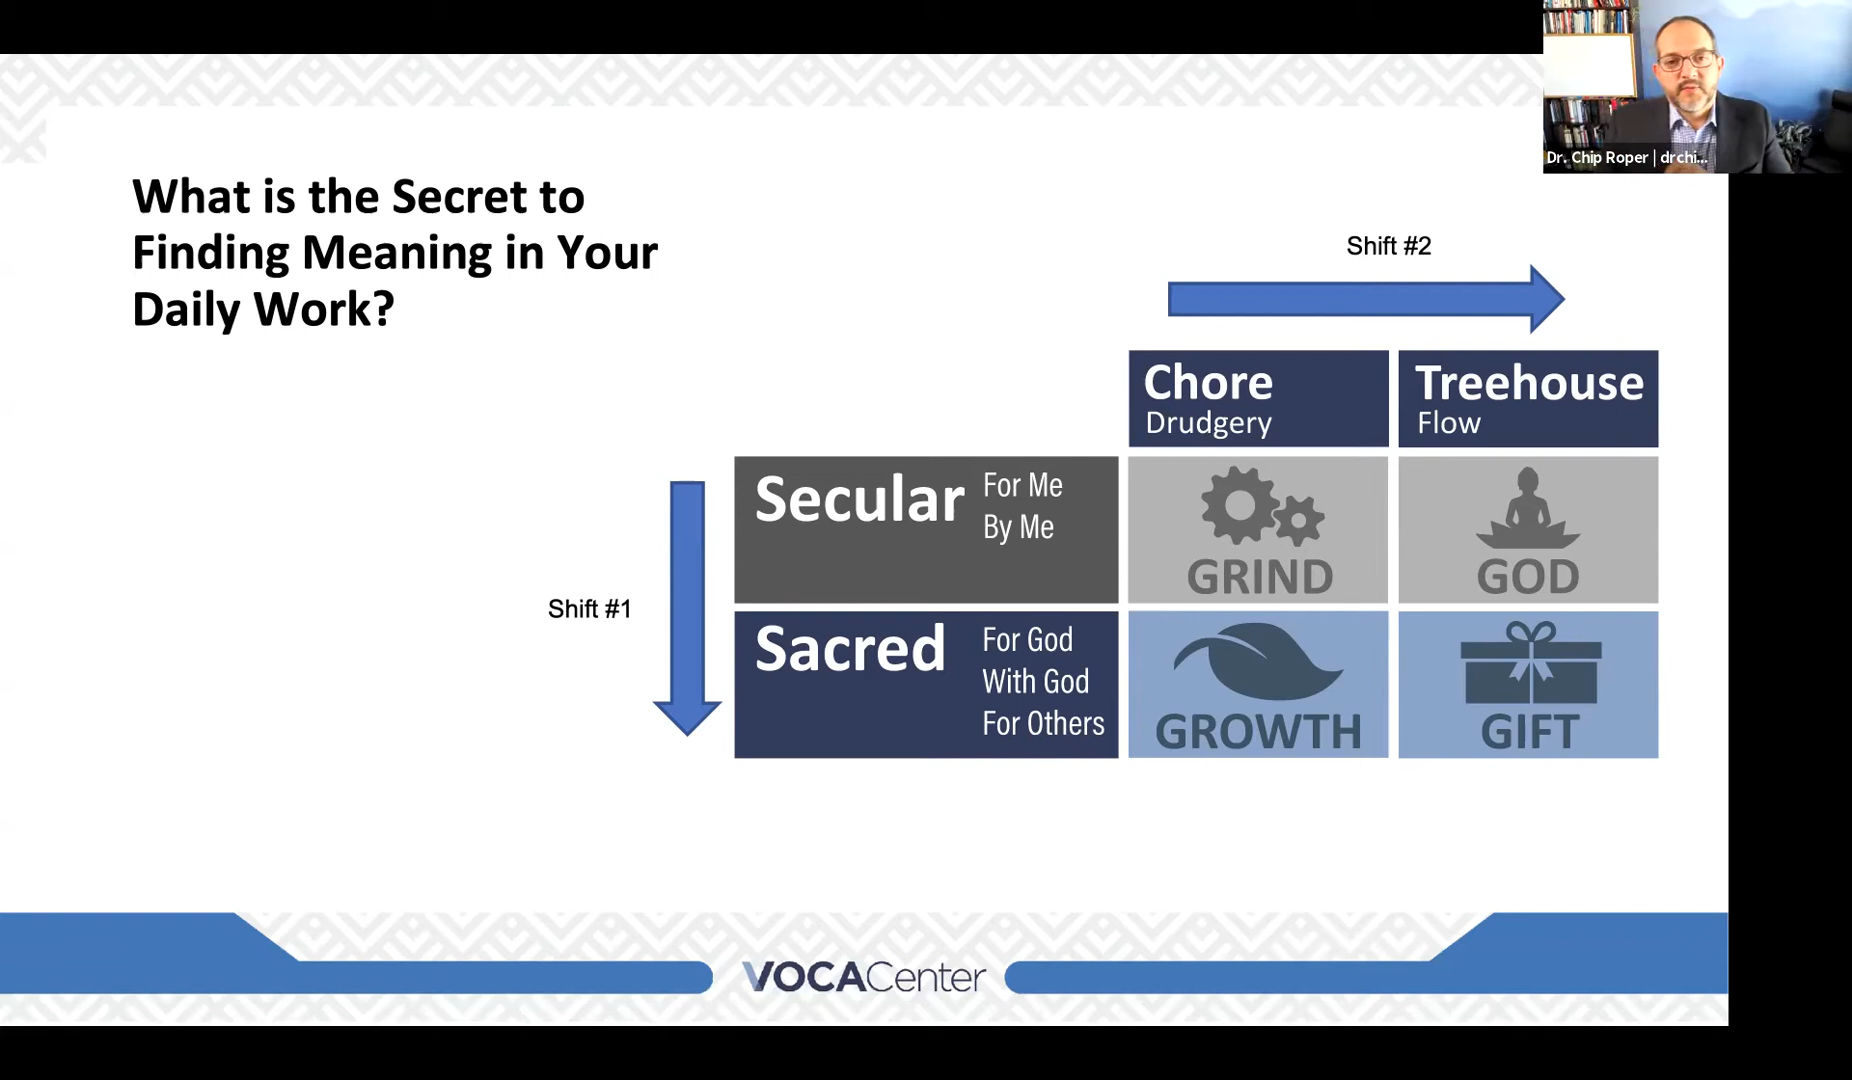 Dr. Chip Roper | drchi...
What is the Secret to
Finding Meaning in Your
Daily Work?
Shift #2
Chore
Drudgery
Treehouse
Flow
Shift #1
Secular
For Me
By Me
GRIND
GOD
Sacred
For God
With God
For Others
GROWTH
GIFT
VOCACenter